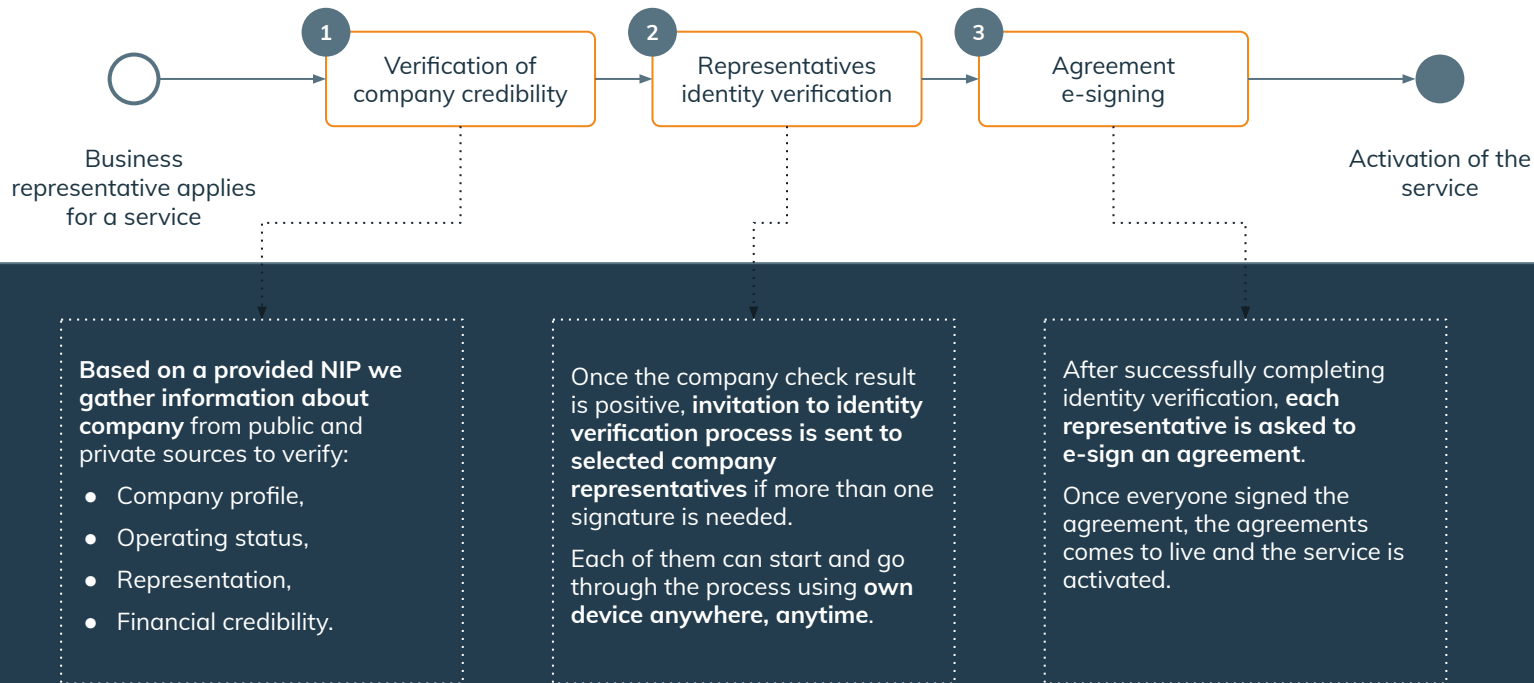 1
Verification of
company credibility
2
Representatives
identity verification
3
Agreement
e-signing
Business
representative applies
for a service
Activation of the
service
Based on a provided NIP we
gather information about
company from public and
private sources to verify:
● Company profile,
● Operating status,
● Representation,
● Financial credibility.
Once the company check result
is positive, invitation to identity
verification process is sent to
selected company
representatives if more than one
signature is needed.
Each of them can start and go
through the process using own
device anywhere, anytime.
After successfully completing
identity verification, each
representative is asked to
e-sign an agreement.
Once everyone signed the
agreement, the agreements
comes to live and the service is
activated.